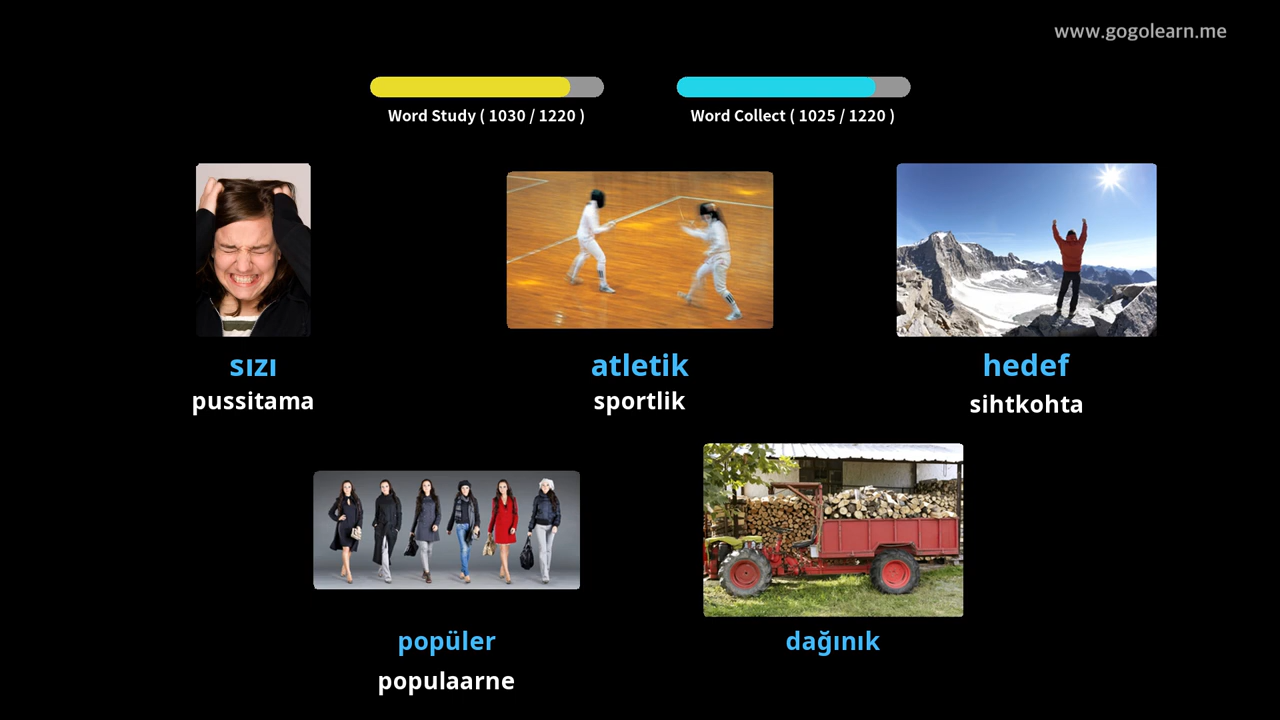 www.gogolearn.me
Word Study ( 1030 / 1220 )
Word Collect ( 1025 / 1220 )
sızı
pussitama
atletik
sportlik
hedef
sihtkohta
popüler
populaarne
dağınık